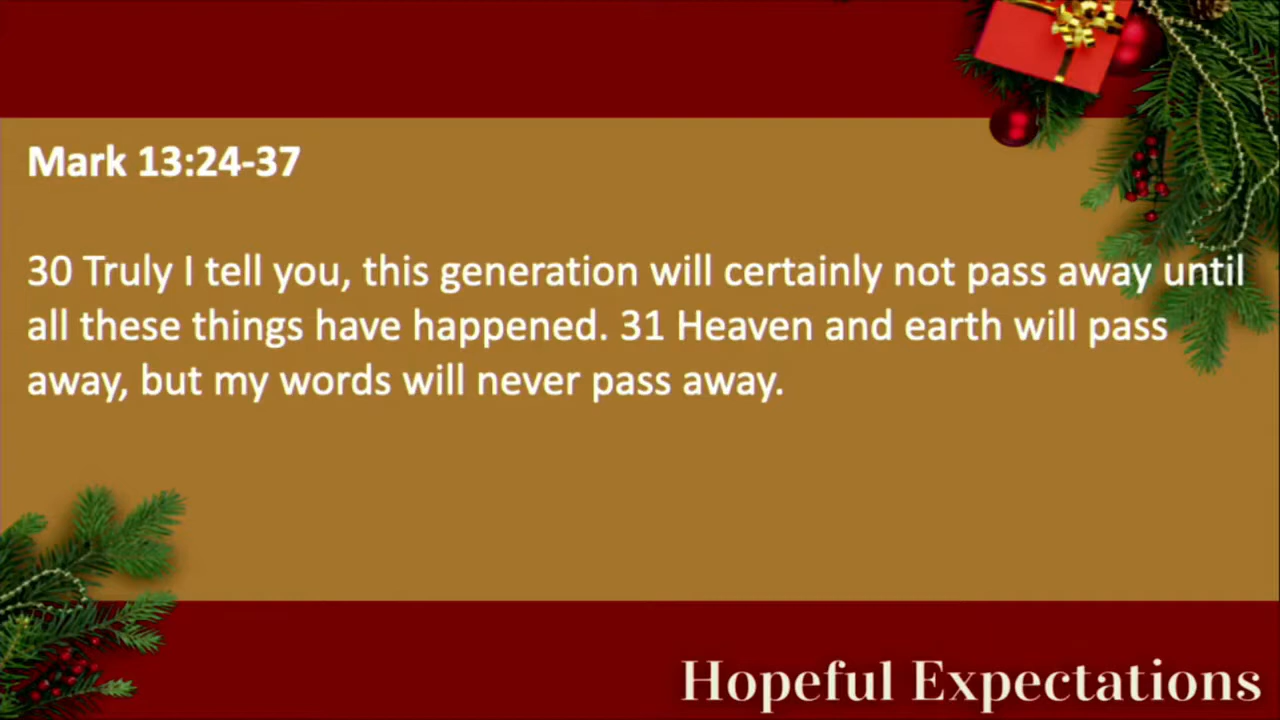 Mark 13:24-37
30 Truly I tell you, this generation will certainly not pass away until
all these things have happened. 31 Heaven and earth will pass
away, but my words will never pass away.
Hopeful Expectations